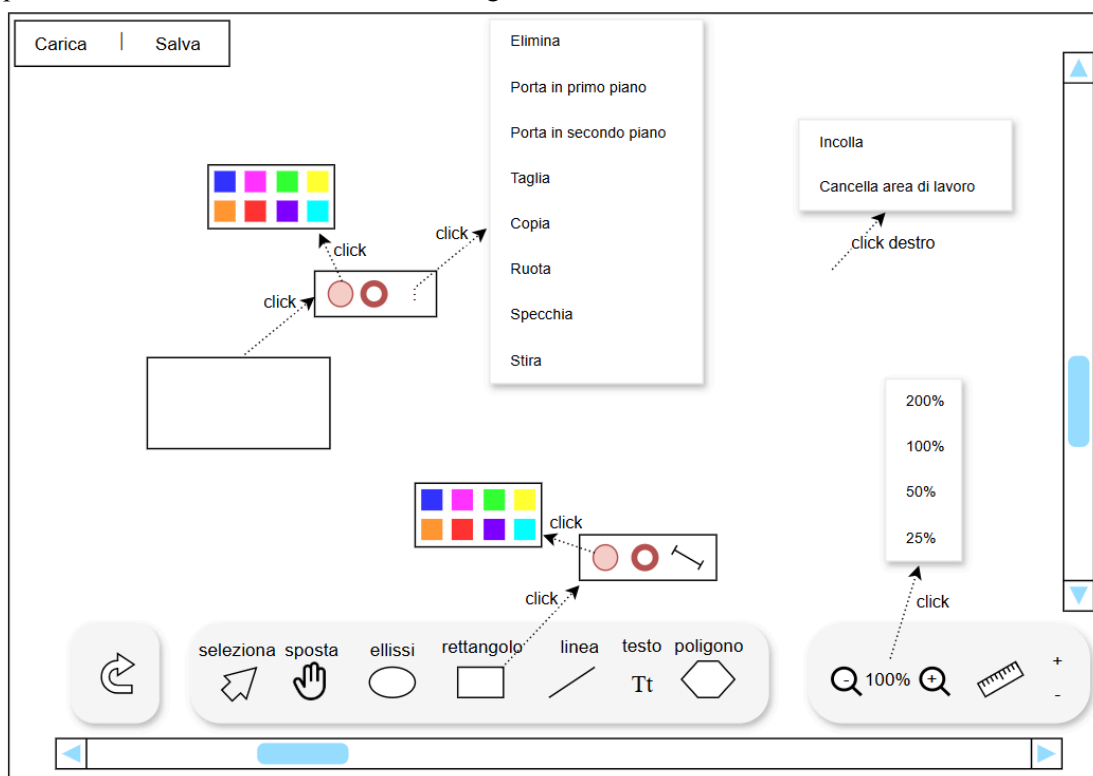 Carica | Salva
Elimina
Porta in primo piano
Porta in secondo piano
Taglia
Copia
Ruota
Specchia
Stira
Incolla
Cancella area di lavoro
click
click destro
click
click
200%
100%
50%
25%
click
click
click
seleziona sposta ellissi rettangolo linea testo poligono
Tt
- 100% +
+
-